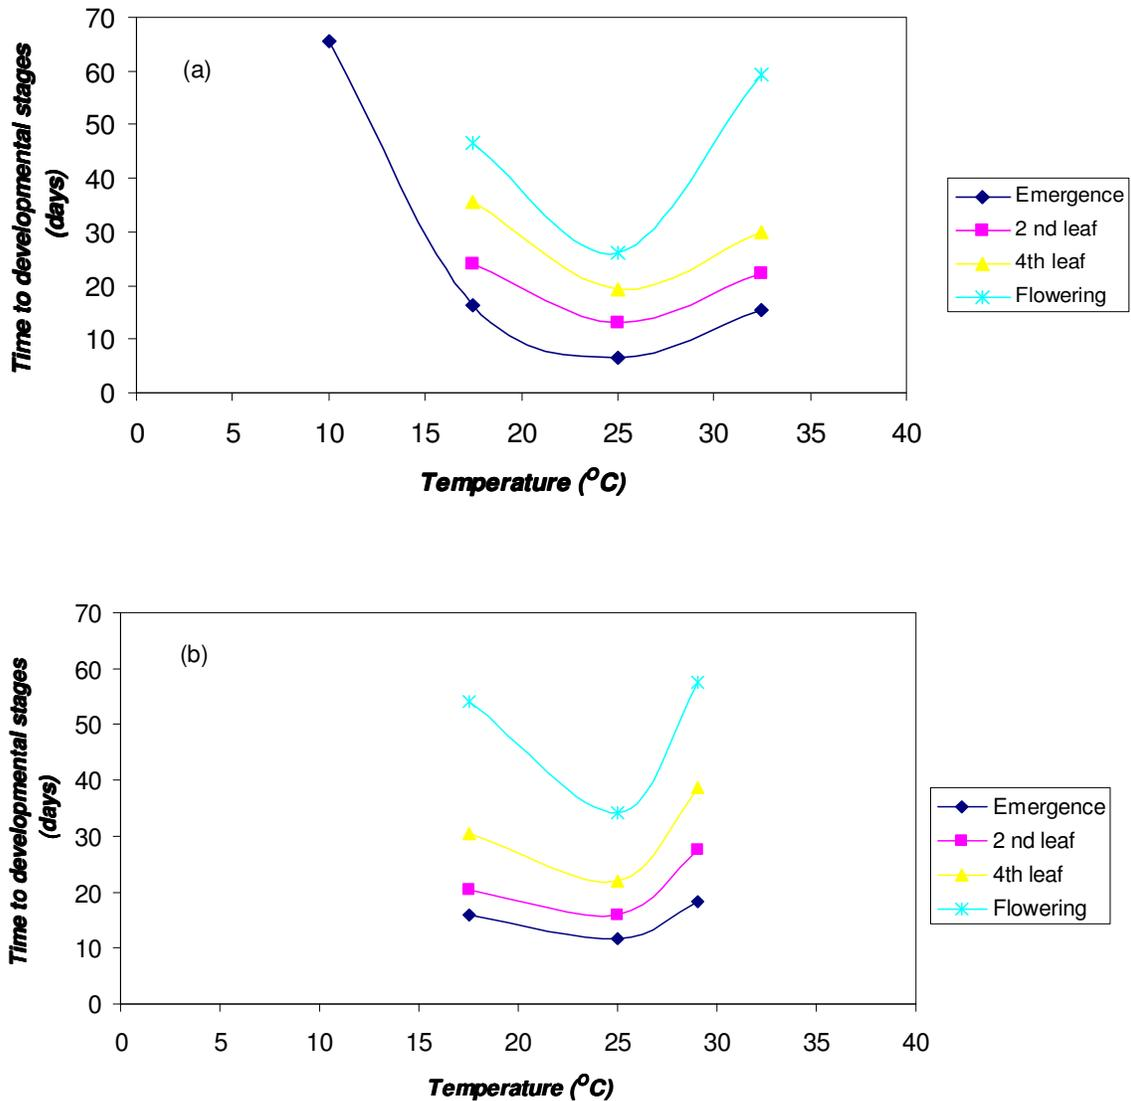 70
60
50
40
30
20
10
0
Time to developmental stages
(days)
(a)
0 5 10 15 20 25 30 35 40
Temperature (°C)
Emergence
2 nd leaf
4th leaf
Flowering
70
60
50
40
30
20
10
0
Time to developmental stages
(days)
(b)
0 5 10 15 20 25 30 35 40
Temperature (°C)
Emergence
2 nd leaf
4th leaf
Flowering